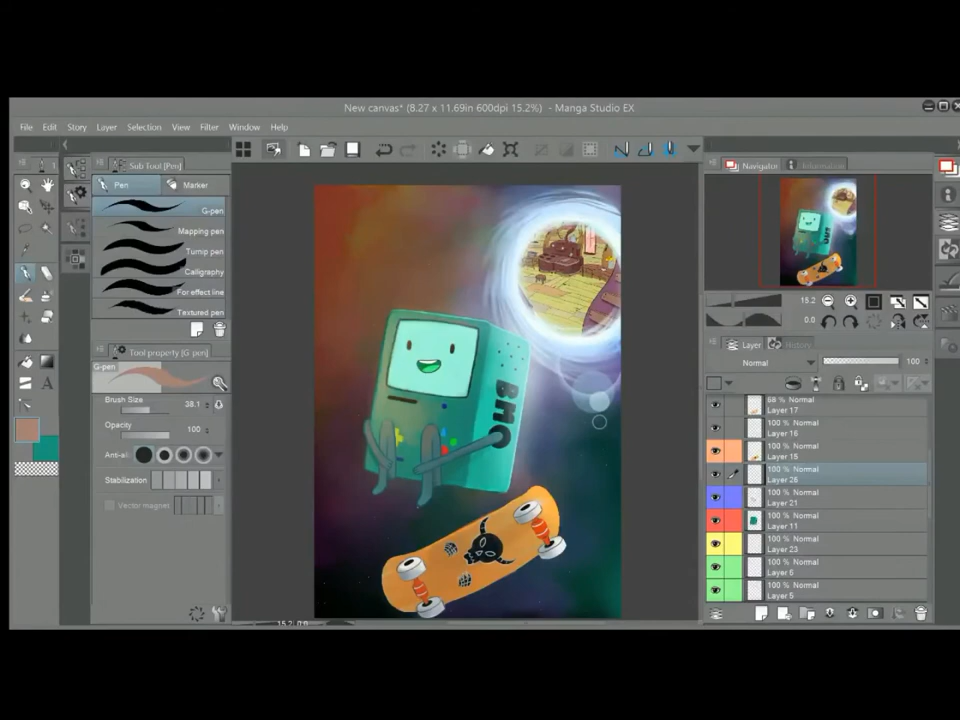 New canvas* (8.27 x 11.69in 600dpi 15.2%) - Manga Studio EX
File Edit Story Layer Selection View Filter Window Help
Sub Tool [Pen]
Pen Marker
G-pen
Mapping pen
Turnip pen
Calligraphy
For effect line
Textured pen
Tool property [G-pen]
G-pen
Brush Size 38.1
Opacity 100
Anti-al
Stabilization
Vector magnet
BMO
15.2 0.0
Navigator Information
15.2
0.0
Layer History
Normal 100
68 % Normal
Layer 17
100 % Normal
Layer 16
100 % Normal
Layer 15
100 % Normal
100 % Normal
Layer 21
100 % Normal
Layer 11
100 % Normal
Layer 23
100 % Normal
Layer 6
100 % Normal
Layer 5